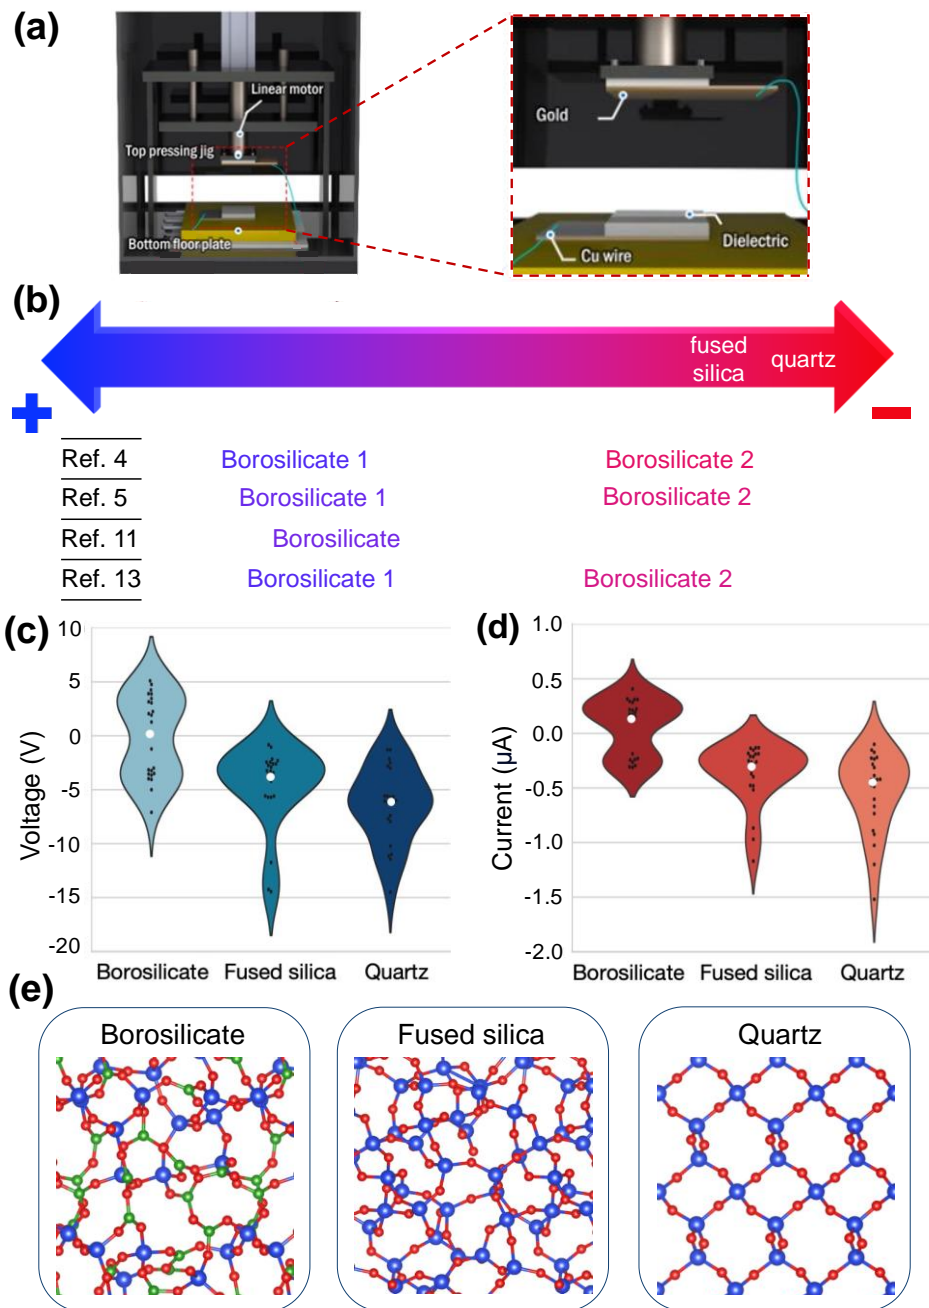 (a)
Linear motor
Top pressing jig
Bottom floor plate
Gold
Dielectric
Cu wire
(b)
fused
silica
quartz
+
−
Ref. 4 Borosilicate 1 Borosilicate 2
Ref. 5 Borosilicate 1 Borosilicate 2
Ref. 11 Borosilicate
Ref. 13 Borosilicate 1 Borosilicate 2
(c)
Voltage (V)
10
5
0
-5
-10
-15
-20
Borosilicate Fused silica Quartz
(d)
Current (µA)
1.0
0.5
0.0
-0.5
-1.0
-1.5
-2.0
Borosilicate Fused silica Quartz
(e)
Borosilicate
Fused silica
Quartz